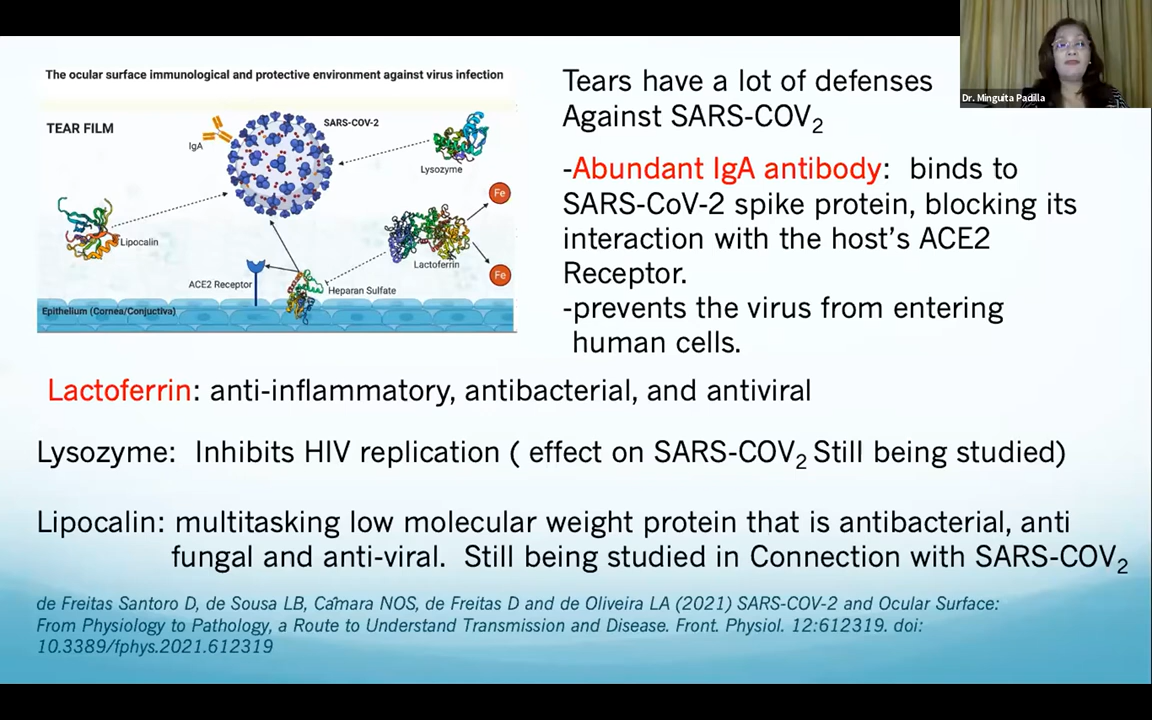 The ocular surface immunological and protective environment against virus infection
TEAR FILM
IgA
SARS-COV-2
Lysozyme
Fe
Lipocalin
Lactoferrin
Fe
ACE2 Receptor
Heparan Sulfate
Epithelium (Cornea/Conjuctiva)
Dr. Minguita Padilla
Tears have a lot of defenses
Against SARS-COV2
-Abundant IgA antibody:  binds to
SARS-CoV-2 spike protein, blocking its
interaction with the host's ACE2
Receptor.
-prevents the virus from entering
human cells.
Lactoferrin: anti-inflammatory, antibacterial, and antiviral
Lysozyme:  Inhibits HIV replication ( effect on SARS-COV2 Still being studied)
Lipocalin: multitasking low molecular weight protein that is antibacterial, anti
fungal and anti-viral.  Still being studied in Connection with SARS-COV2
de Freitas Santoro D, de Sousa LB, Câmara NOS, de Freitas D and de Oliveira LA (2021) SARS-COV-2 and Ocular Surface:
From Physiology to Pathology, a Route to Understand Transmission and Disease. Front. Physiol. 12:612319. doi:
10.3389/fphys.2021.612319